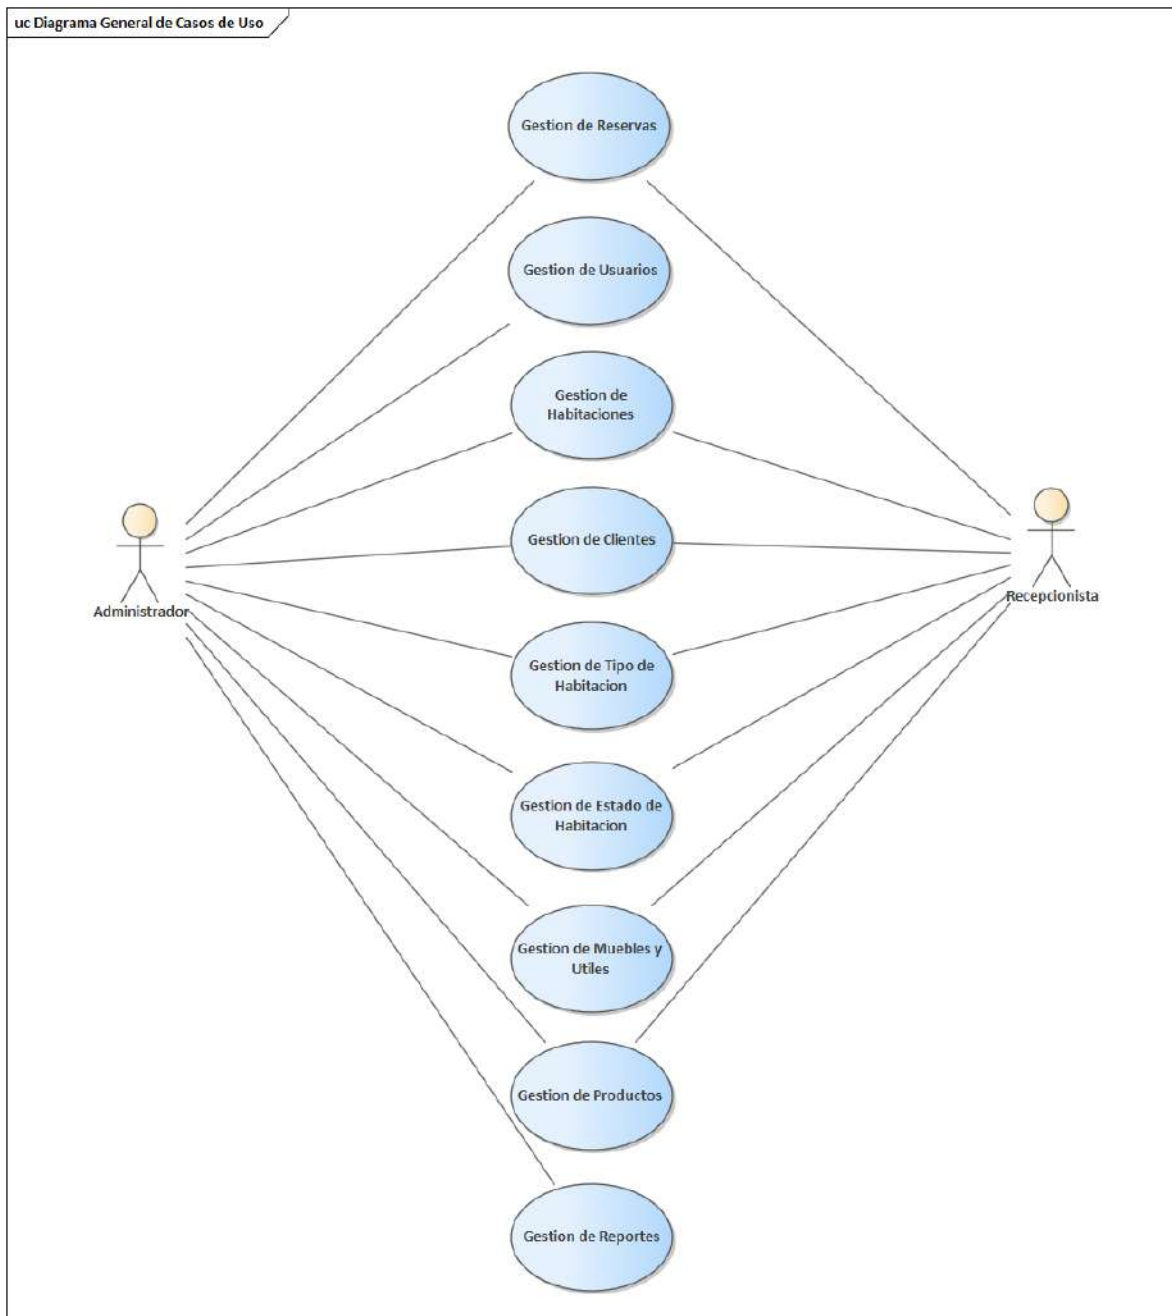 uc Diagrama General de Casos de Uso
Gestion de Reservas
Gestion de Usuarios
Gestion de
Habitaciones
Gestion de Clientes
Administrador
Recepcionista
Gestion de Tipo de
Habitacion
Gestion de Estado de
Habitacion
Gestion de Muebles y
Utiles
Gestion de Productos
Gestion de Reportes